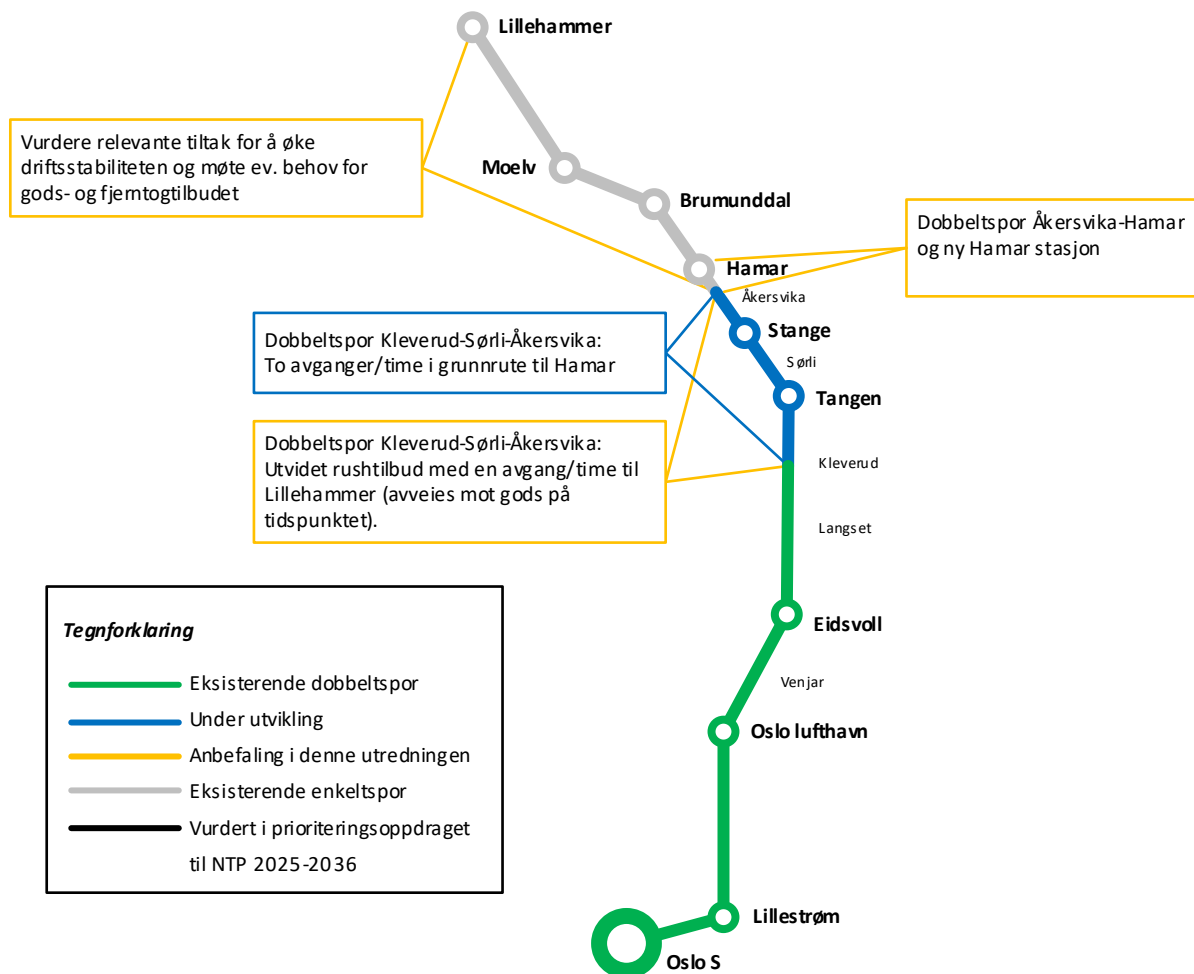 Lillehammer
Vurdere relevante tiltak for å øke
driftsstabiliteten og møte ev. behov for
gods- og fjerntogtilbudet
Moelv
Brumunddal
Dobbeltspor Åkersvika-Hamar
og ny Hamar stasjon
Hamar
Åkersvika
Dobbeltspor Kleverud-Sørli-Åkersvika:
To avganger/time i grunnrute til Hamar
Stange
Sørli
Tangen
Dobbeltspor Kleverud-Sørli-Åkersvika:
Utvidet rushtilbud med en avgang/time til
Lillehammer (avveies mot gods på
tidspunktet).
Kleverud
Langset
Eidsvoll
Venjar
Oslo lufthavn
Tegnforklaring
Eksisterende dobbeltspor
Under utvikling
Anbefaling i denne utredningen
Eksisterende enkeltspor
Vurdert i prioriteringsoppdraget
til NTP 2025-2036
Lillestrøm
Oslo S